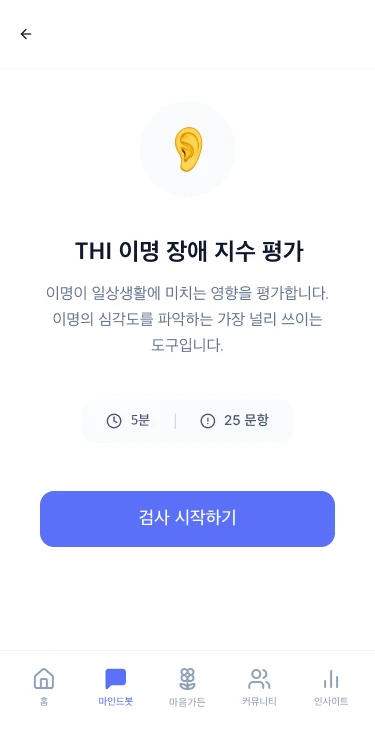 THI 이명 장애 지수 평가
이명이 일상생활에 미치는 영향을 평가합니다.
이명의 심각도를 파악하는 가장 널리 쓰이는
도구입니다.
5분
25 문항
검사 시작하기
홈
마인드봇
마음가든
커뮤니티
인사이트